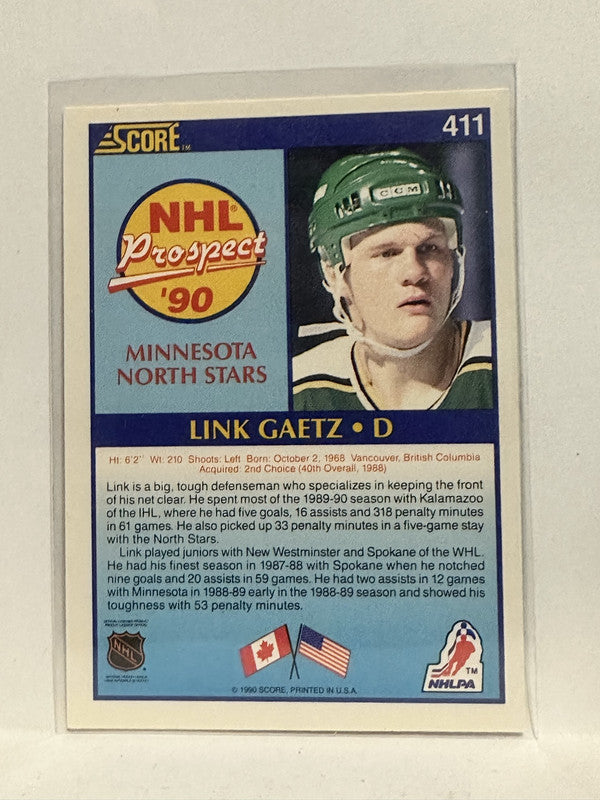 SCORE™
411
NHL®
Prospect
'90
MINNESOTA
NORTH STARS
CCM
LINK GAETZ • D
Ht: 6'2" Wt: 210 Shoots: Left Born: October 2, 1968 Vancouver, British Columbia
Acquired: 2nd Choice (40th Overall, 1988)
Link is a big, tough defenseman who specializes in keeping the front
of his net clear. He spent most of the 1989-90 season with Kalamazoo
of the IHL, where he had five goals, 16 assists and 318 penalty minutes
in 61 games. He also picked up 33 penalty minutes in a five-game stay
with the North Stars.
Link played juniors with New Westminster and Spokane of the WHL.
He had his finest season in 1987-88 with Spokane when he notched
nine goals and 20 assists in 59 games. He had two assists in 12 games
with Minnesota in 1988-89 early in the 1988-89 season and showed his
toughness with 53 penalty minutes.
NHL
NHLPA
TM
© 1990 SCORE, PRINTED IN U.S.A.